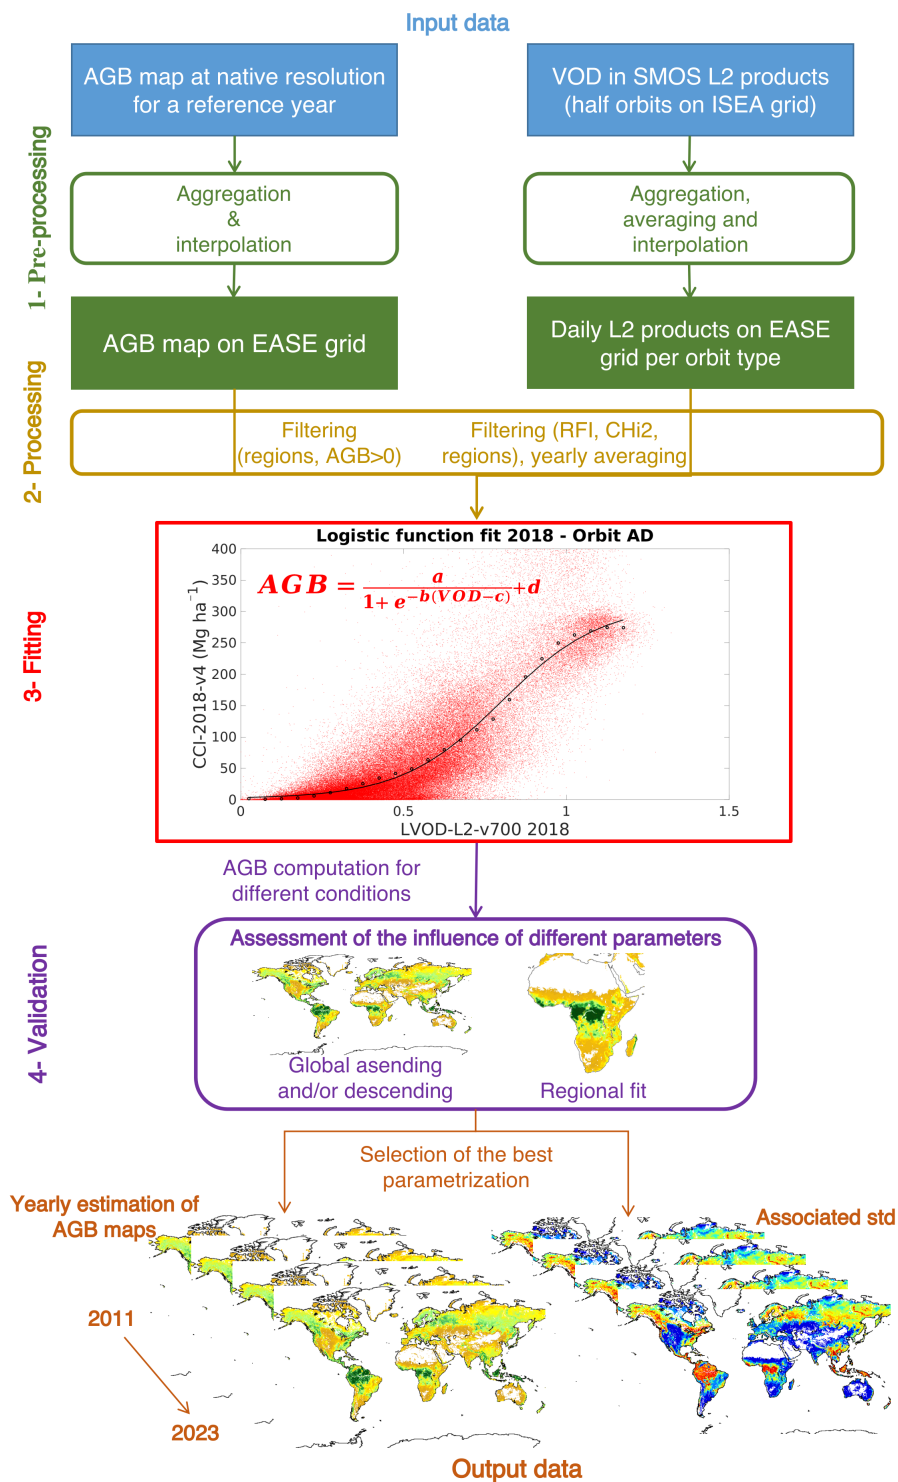 Input data
AGB map at native resolution
for a reference year
VOD in SMOS L2 products
(half orbits on ISEA grid)
1- Pre-processing
Aggregation
&
interpolation
Aggregation,
averaging and
interpolation
AGB map on EASE grid
Daily L2 products on EASE
grid per orbit type
2- Processing
Filtering
(regions, AGB>0)
Filtering (RFI, CHi2,
regions), yearly averaging
3- Fitting
Logistic function fit 2018 - Orbit AD
AGB = a / (1+ e^{-b(VOD-c)}) + d
CCI-2018-v4 (Mg ha⁻¹)
400
350
300
250
200
150
100
50
0
0 0.5 1 1.5
LVOD-L2-v700 2018
AGB computation for
different conditions
4- Validation
Assessment of the influence of different parameters
Global asending
and/or descending
Regional fit
Selection of the best
parametrization
Yearly estimation of
AGB maps
Associated std
2011
2023
Output data